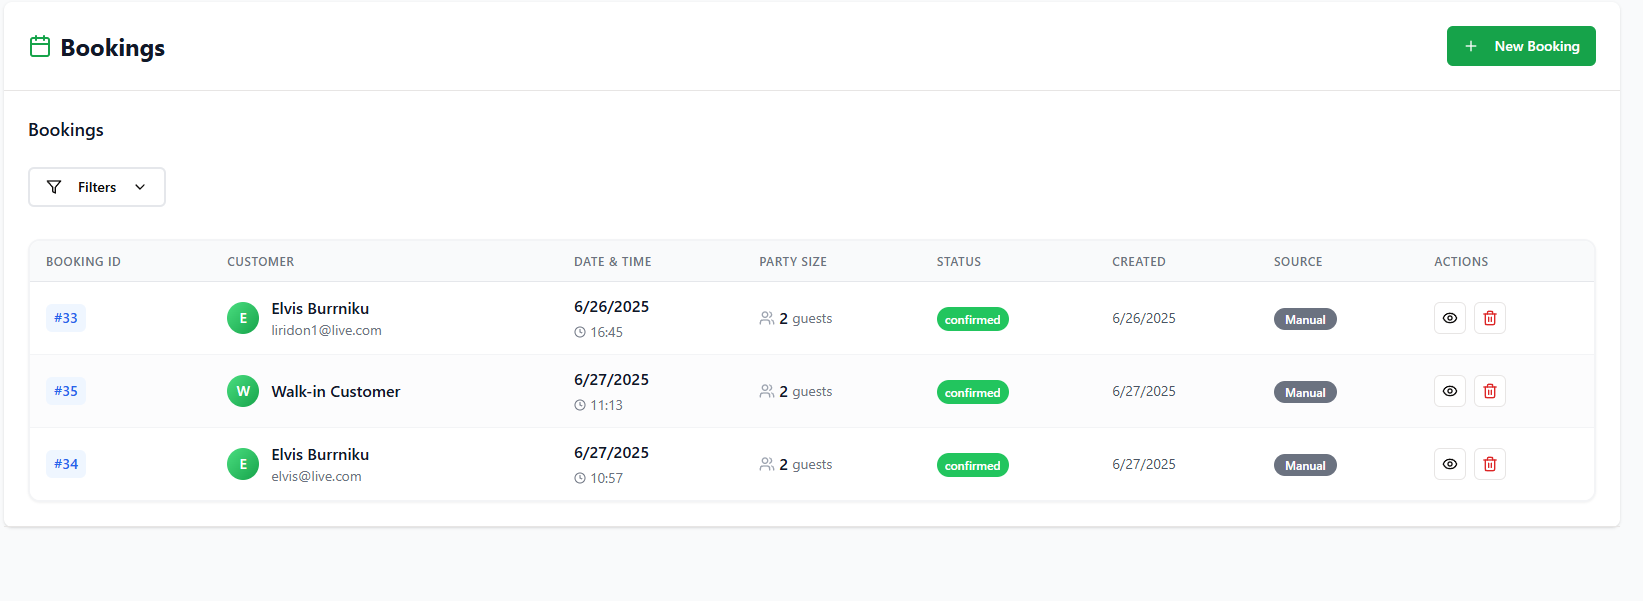 Bookings
+ New Booking
Bookings
Filters
BOOKING ID CUSTOMER DATE & TIME PARTY SIZE STATUS CREATED SOURCE ACTIONS
#33 E Elvis Burrniku 6/26/2025 2 guests confirmed 6/26/2025 Manual
liridon1@live.com 16:45
#35 W Walk-in Customer 6/27/2025 2 guests confirmed 6/27/2025 Manual
11:13
#34 E Elvis Burrniku 6/27/2025 2 guests confirmed 6/27/2025 Manual
elvis@live.com 10:57